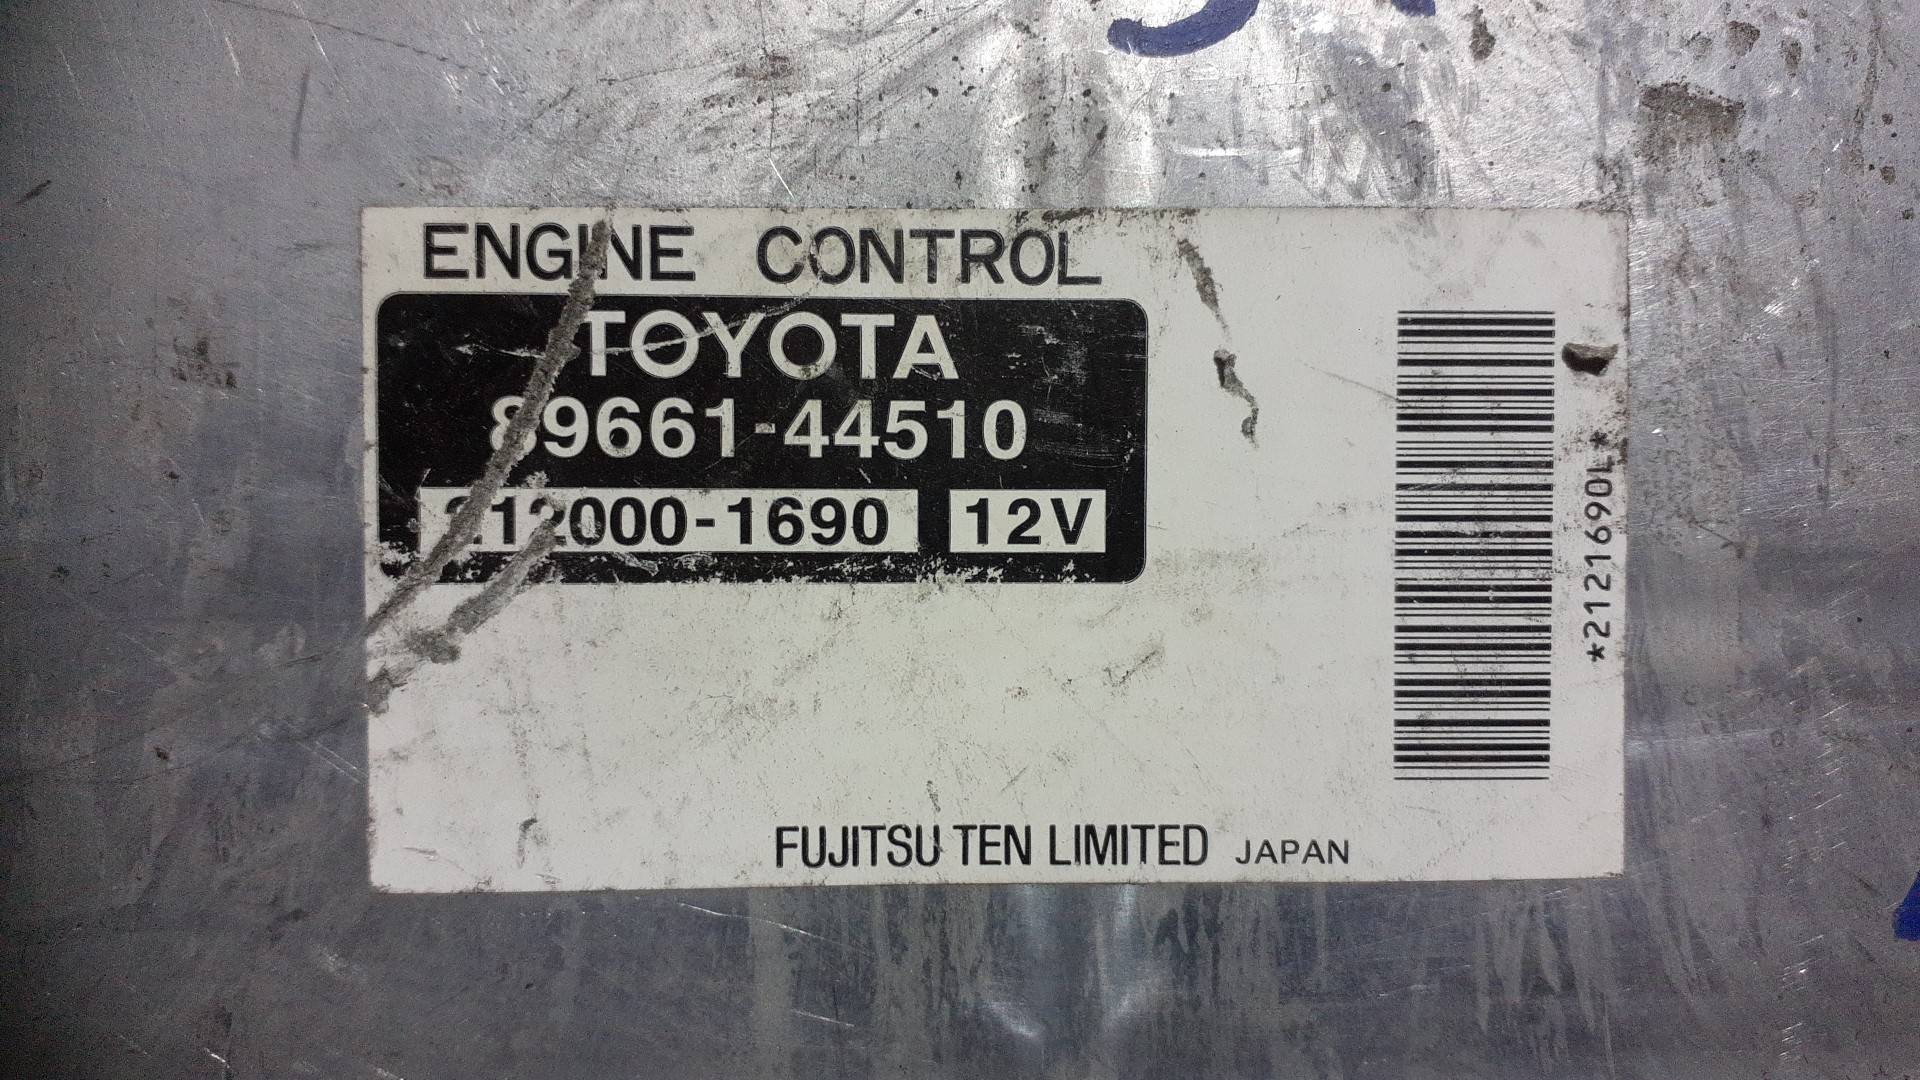 ENGINE CONTROL
TOYOTA
89661-44510
212000-1690 12V
*2121690L*
FUJITSU TEN LIMITED JAPAN